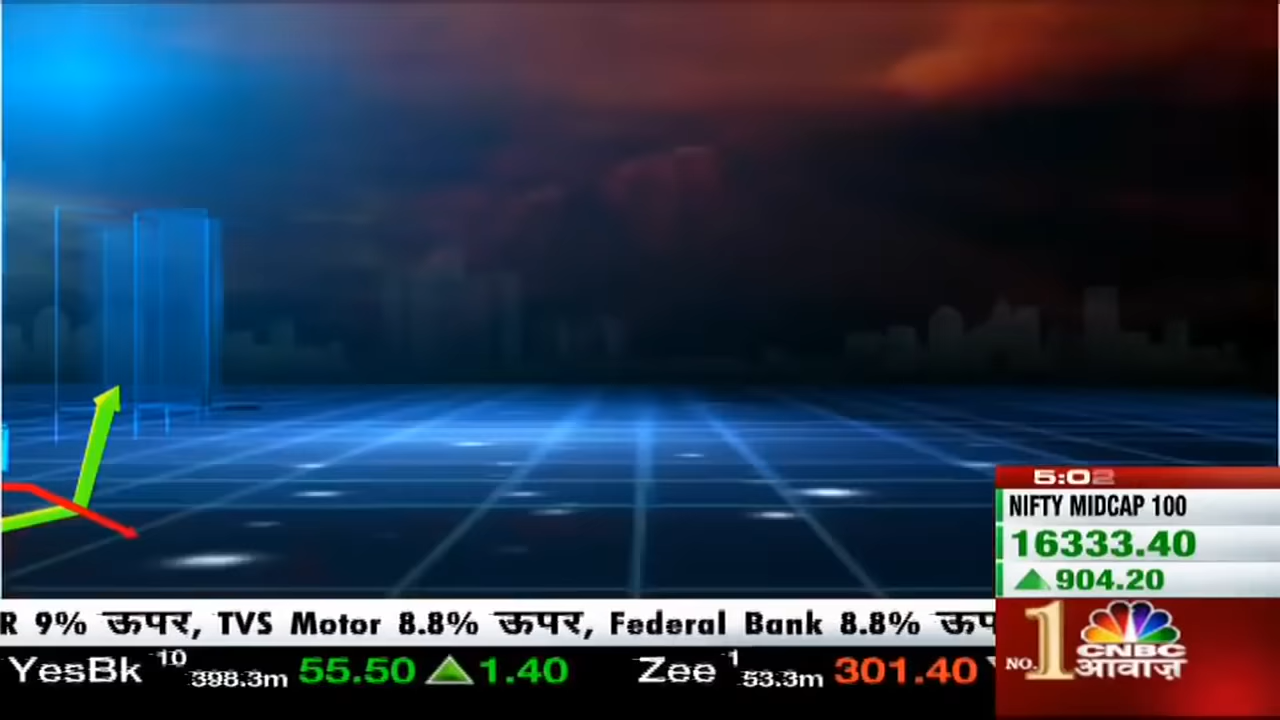 5:02
NIFTY MIDCAP 100
16333.40
904.20
R 9% ऊपर, TVS Motor 8.8% ऊपर, Federal Bank 8.8% ऊप
YesBk 10 398.3m 55.50 1.40 Zee 1 53.3m 301.40
NO. 1 CNBC
आवाज़